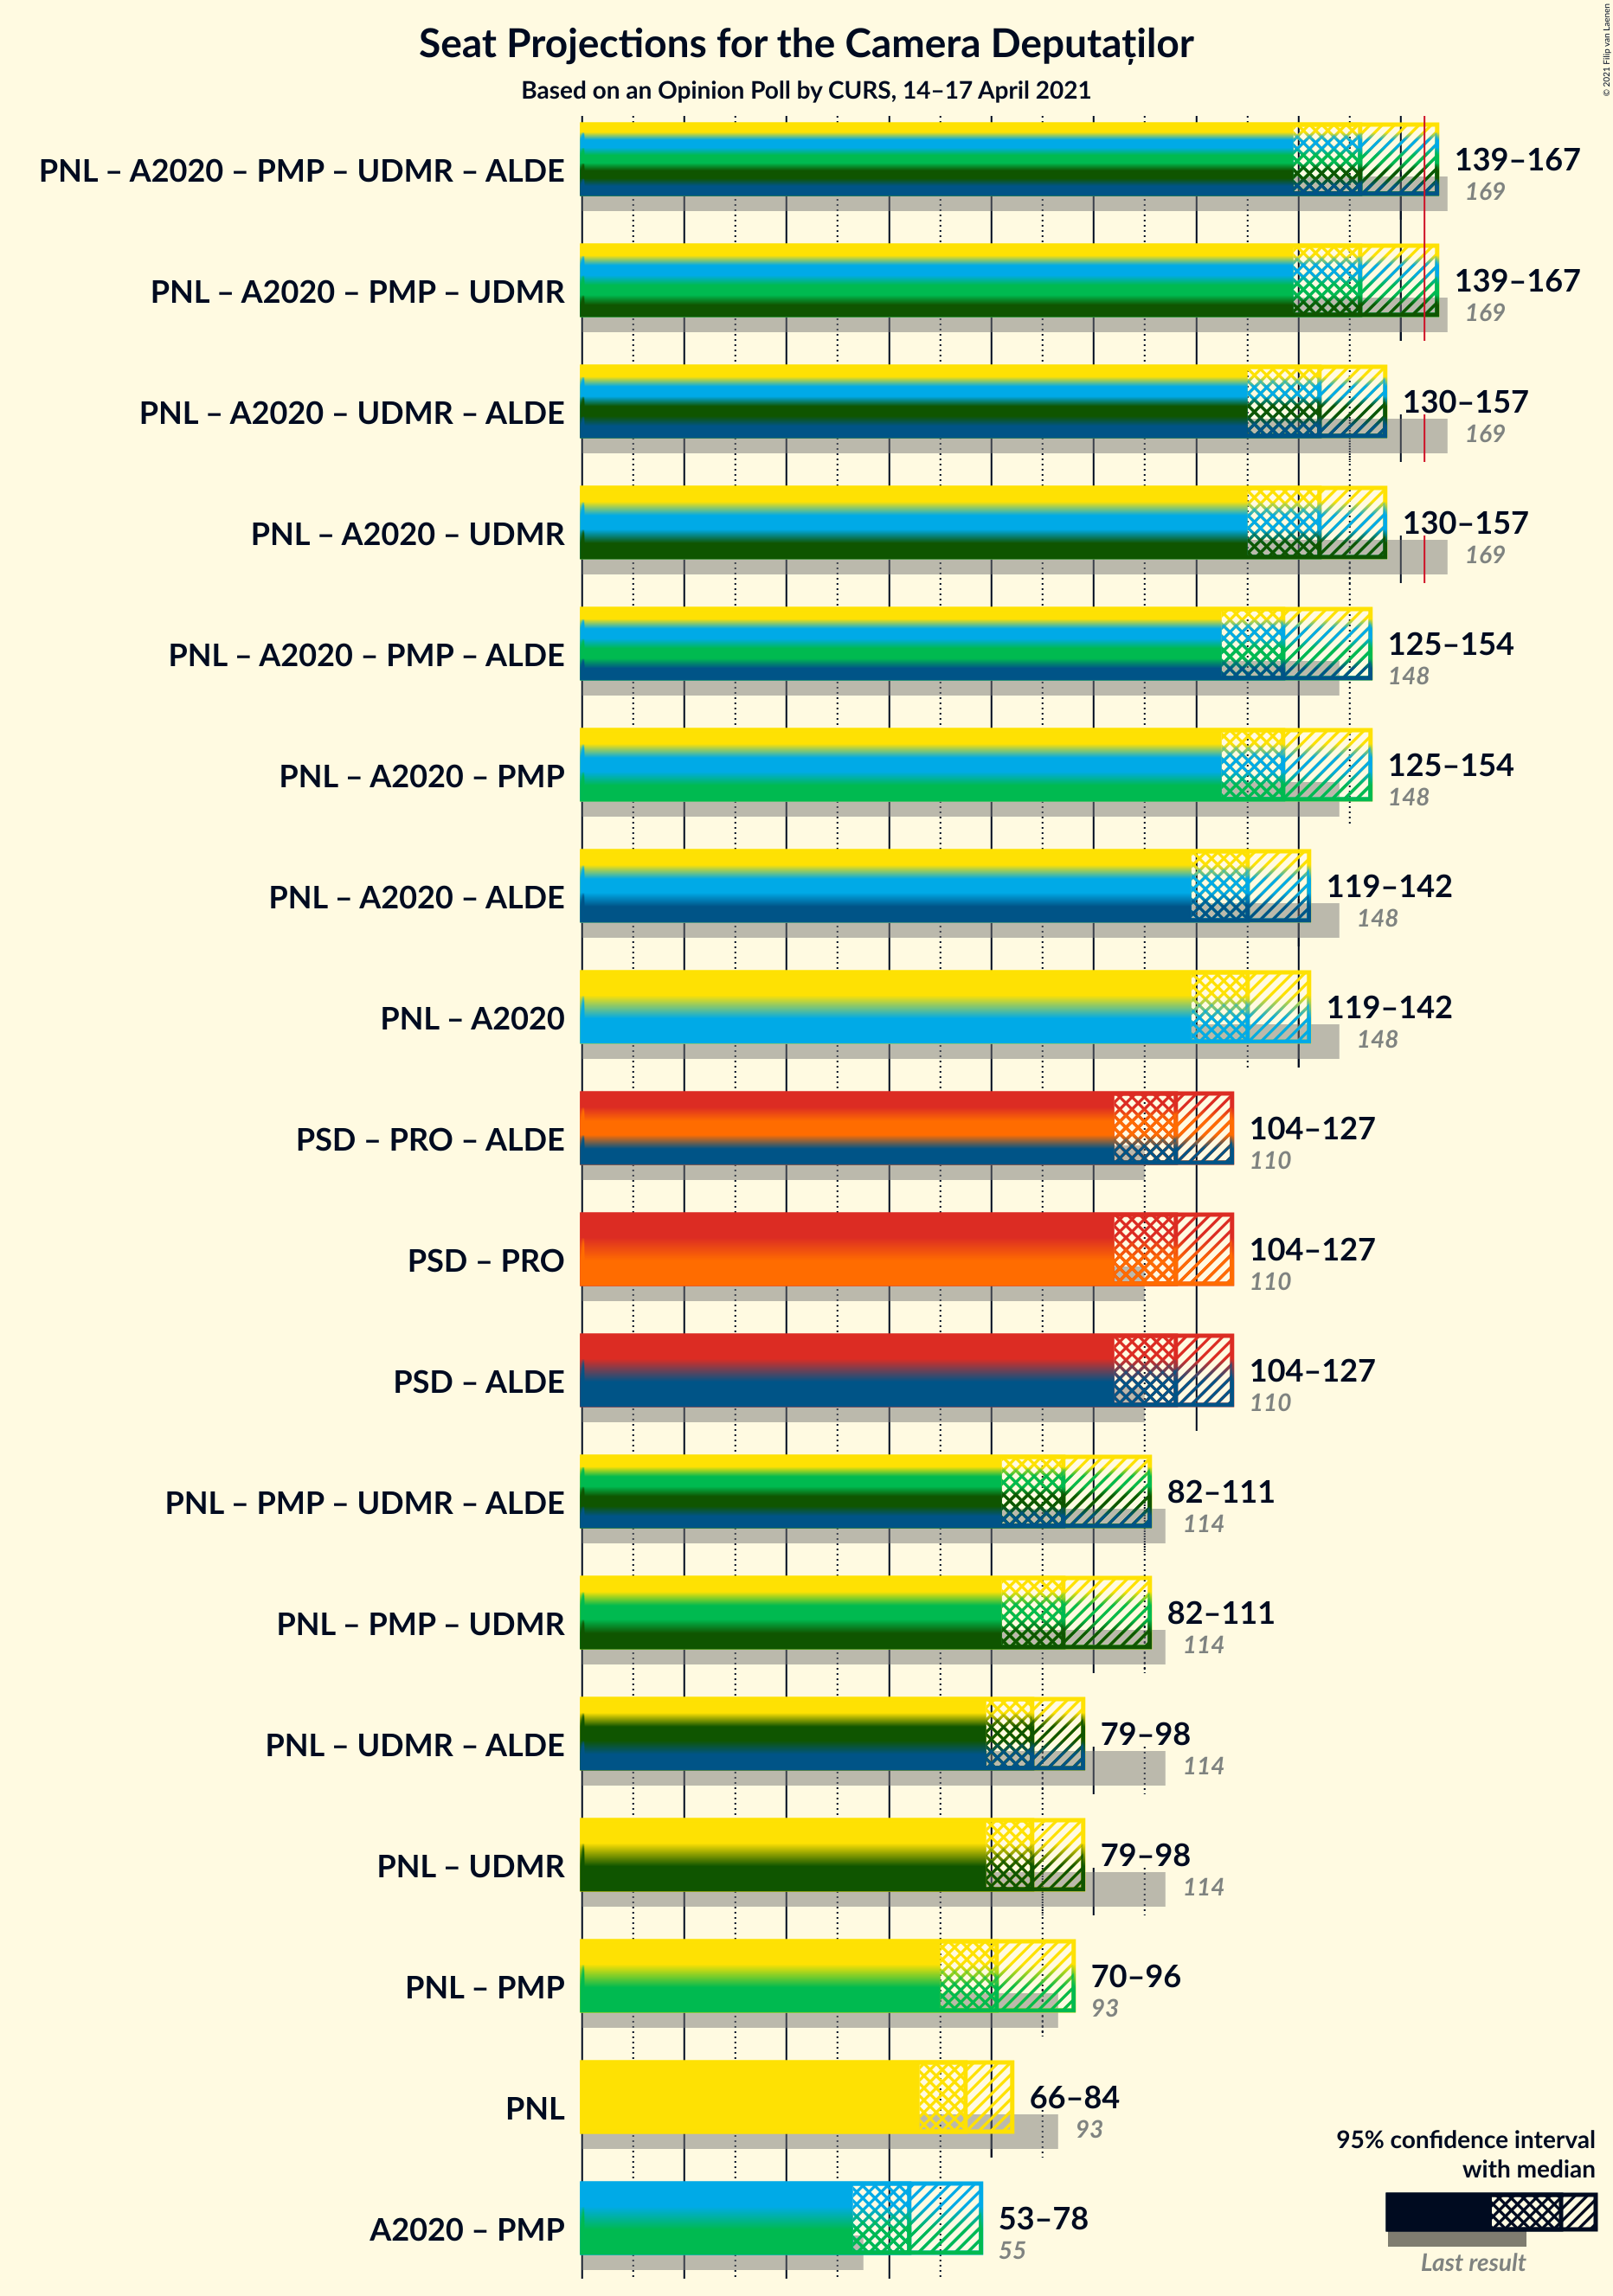 © 2021 Filip van Laenen
Seat Projections for the Camera Deputaților
Based on an Opinion Poll by CURS, 14–17 April 2021
PNL – A2020 – PMP – UDMR – ALDE
139–167
169
PNL – A2020 – PMP – UDMR
139–167
169
PNL – A2020 – UDMR – ALDE
130–157
169
PNL – A2020 – UDMR
130–157
169
PNL – A2020 – PMP – ALDE
125–154
148
PNL – A2020 – PMP
125–154
148
PNL – A2020 – ALDE
119–142
148
PNL – A2020
119–142
148
PSD – PRO – ALDE
104–127
110
PSD – PRO
104–127
110
PSD – ALDE
104–127
110
PNL – PMP – UDMR – ALDE
82–111
114
PNL – PMP – UDMR
82–111
114
PNL – UDMR – ALDE
79–98
114
PNL – UDMR
79–98
114
PNL – PMP
70–96
93
PNL
66–84
93
A2020 – PMP
53–78
55
95% confidence interval
with median
Last result